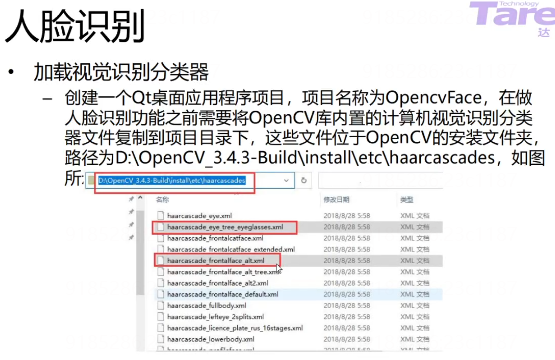 人脸识别
Technology
Tare
达
• 加载视觉识别分类器
– 创建一个Qt桌面应用程序项目，项目名称为OpencvFace，在做
人脸识别功能之前需要将OpenCV库内置的计算机视觉识别分类
器文件复制到项目目录下，这些文件位于OpenCV的安装文件夹，
路径为D:\OpenCV_3.4.3-Build\install\etc\haarcascades，如图
所
D:\OpenCV_3.4.3-Build\install\etc\haarcascades
名称 修改日期 类型
haarcascade_eye.xml 2018/8/28 5:58 XML 文档
haarcascade_eye_tree_eyeglasses.xml 2018/8/28 5:58 XML 文档
haarcascade_frontalcatface.xml 2018/8/28 5:58 XML 文档
haarcascade_frontalcatface_extended.xml 2018/8/28 5:58 XML 文档
haarcascade_frontalface_alt.xml 2018/8/28 5:58 XML 文档
haarcascade_frontalface_alt_tree.xml 2018/8/28 5:58 XML 文档
haarcascade_frontalface_alt2.xml 2018/8/28 5:58 XML 文档
haarcascade_frontalface_default.xml 2018/8/28 5:58 XML 文档
haarcascade_fullbody.xml 2018/8/28 5:58 XML 文档
haarcascade_lefteye_2splits.xml 2018/8/28 5:58 XML 文档
haarcascade_licence_plate_rus_16stages.xml 2018/8/28 5:58 XML 文档
haarcascade_lowerbody.xml 2018/8/28 5:58 XML 文档